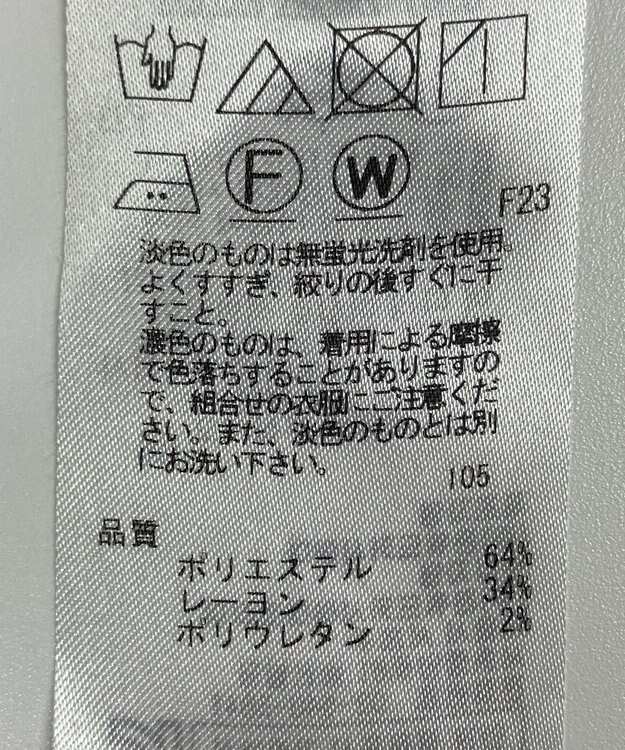 F W
F23
淡色のものは無蛍光洗剤を使用。
よくすすぎ、絞りの後すぐに干
すこと。
濃色のものは、着用による摩擦
で色落ちすることがありますの
で、組合せの衣服にご注意くだ
さい。また、淡色のものとは別
にお洗い下さい。
105
品質
ポリエステル 64%
レーヨン 34%
ポリウレタン 2%